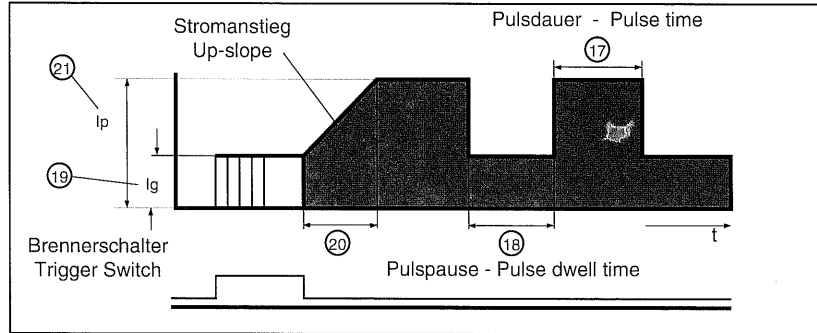 Stromanstieg
Up-slope
Pulsdauer - Pulse time
17
21
Ip
19
Ig
20
18
t
Brennerschalter
Trigger Switch
Pulspause - Pulse dwell time